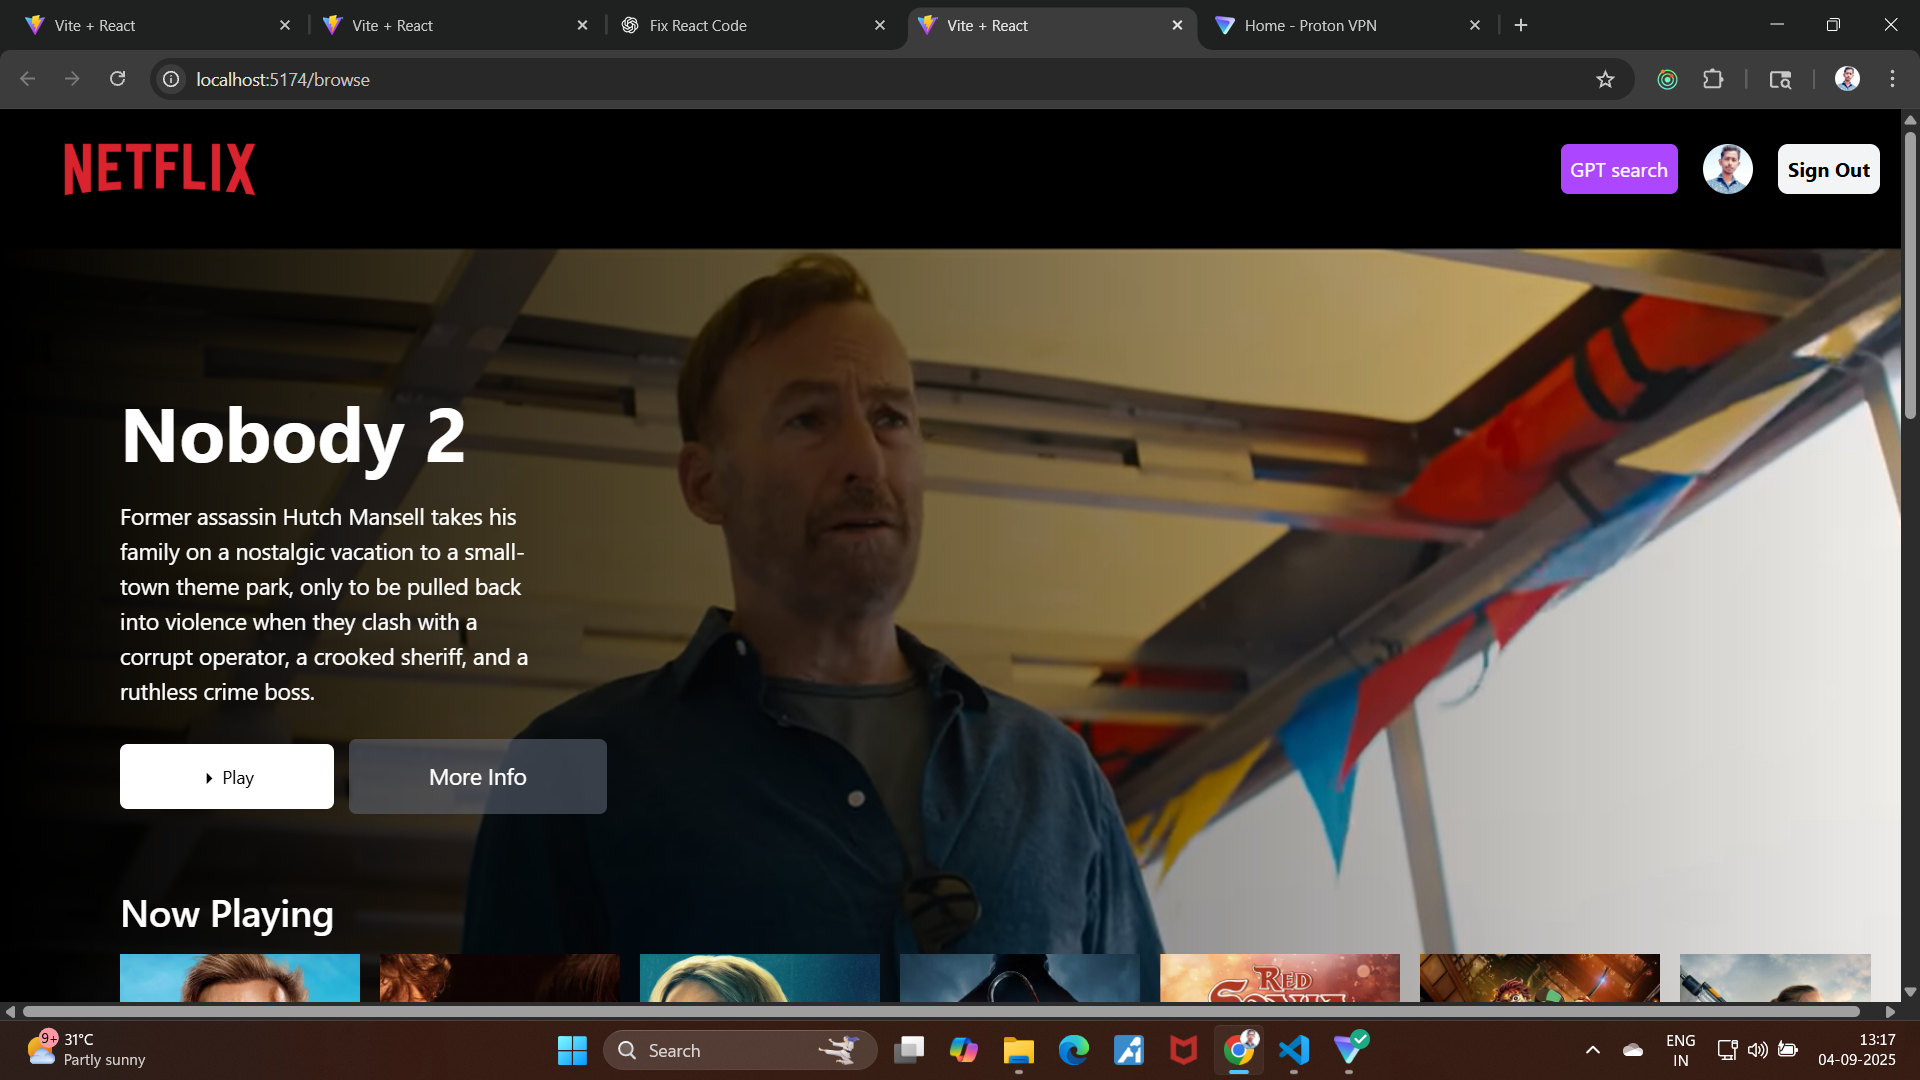 Vite + React
Vite + React
Fix React Code
Vite + React
Home - Proton VPN
localhost:5174/browse
NETFLIX
GPT search
Sign Out
Nobody 2
Former assassin Hutch Mansell takes his
family on a nostalgic vacation to a small-
town theme park, only to be pulled back
into violence when they clash with a
corrupt operator, a crooked sheriff, and a
ruthless crime boss.
Play
More Info
Now Playing
RED
9+
31°C
Partly sunny
Search
ENG
IN
13:17
04-09-2025